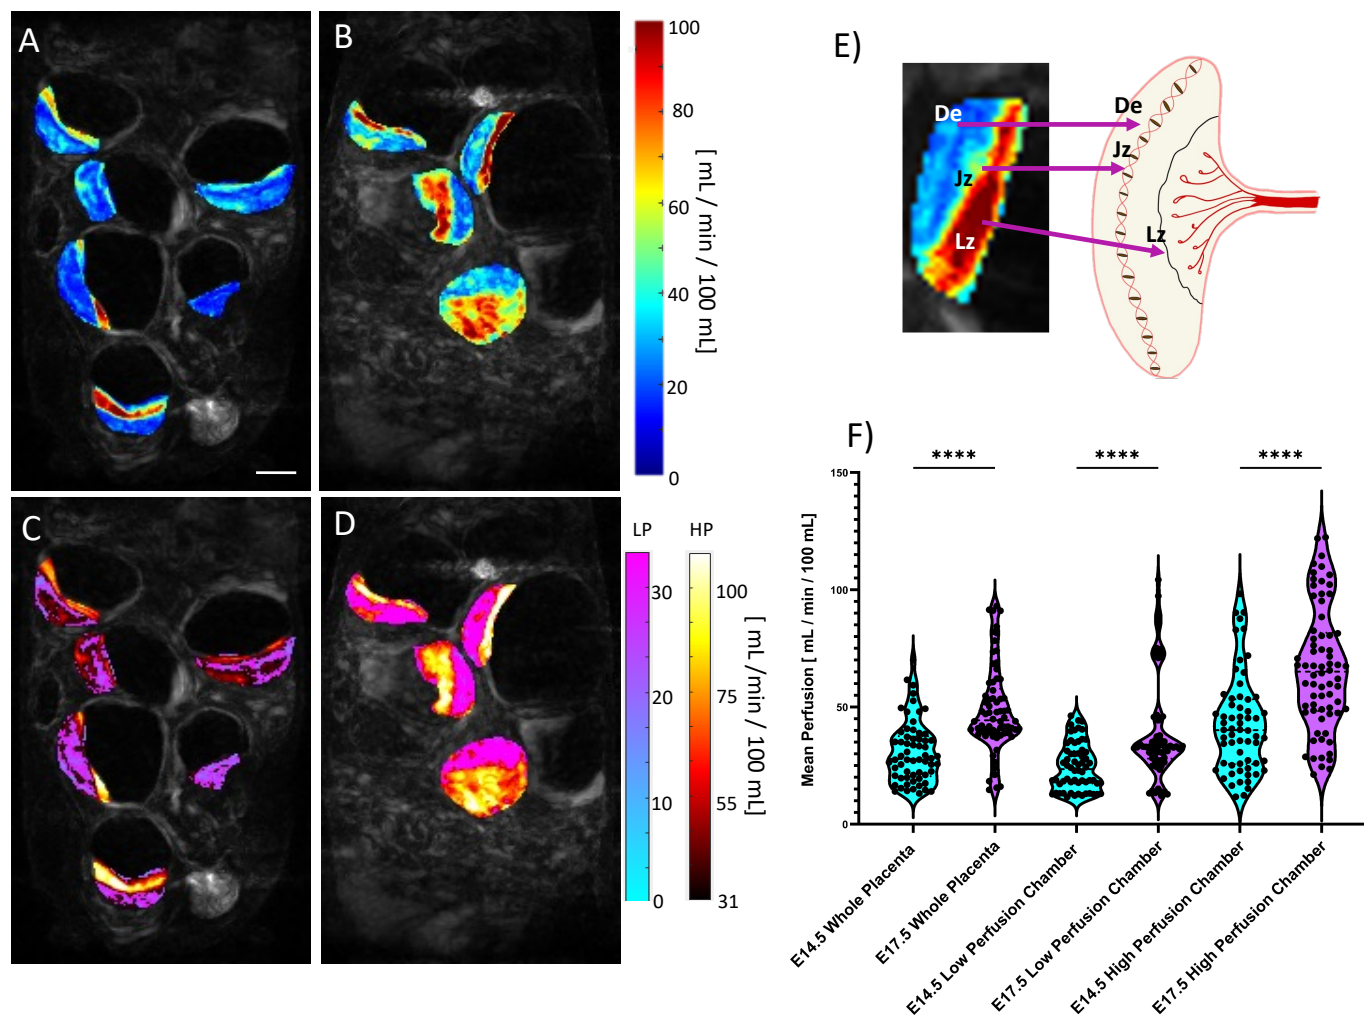 A
B
100
80
60
40
20
0
[ mL / min / 100 mL]
C
D
LP
HP
30
20
10
0
100
75
55
31
[ mL/min / 100 mL]
E)
De
Jz
Lz
De
Jz
Lz
F)
****
****
****
150
100
50
0
Mean Perfusion [ mL / min / 100 mL]
E14.5 Whole Placenta
E17.5 Whole Placenta
E14.5 Low Perfusion Chamber
E17.5 Low Perfusion Chamber
E14.5 High Perfusion Chamber
E17.5 High Perfusion Chamber